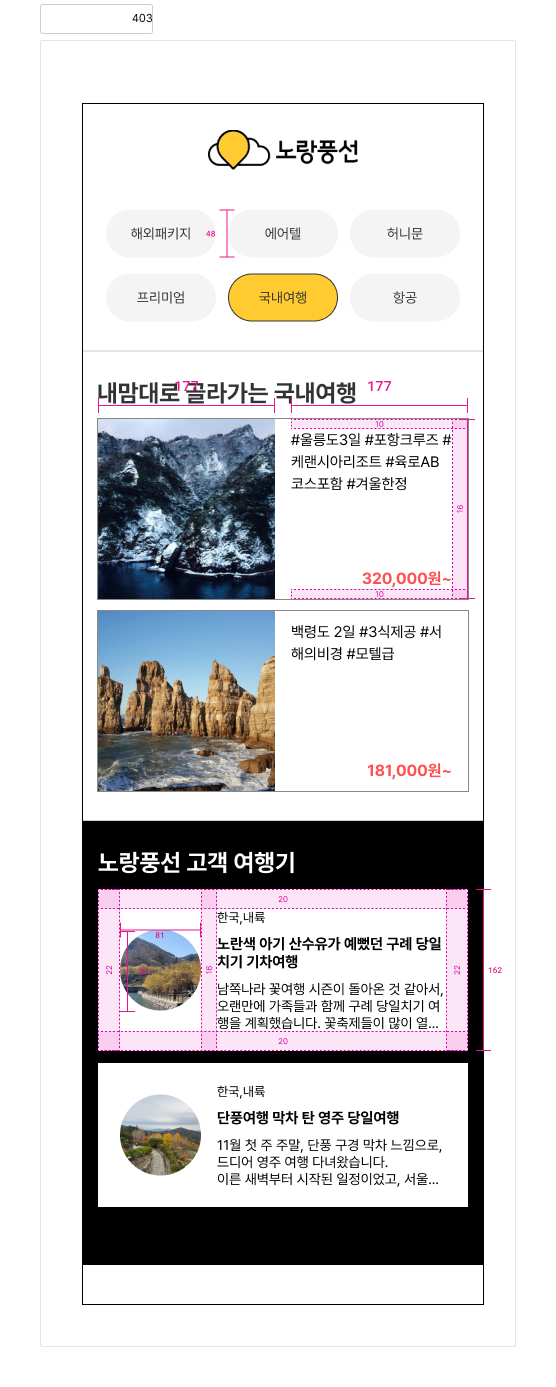 403
노랑풍선
해외패키지
48
에어텔
허니문
프리미엄
국내여행
항공
내맘대로 골라가는 국내여행
177
177
10
#울릉도3일 #포항크루즈 #
케랜시아리조트 #육로AB
코스포함 #겨울한정
16
320,000원~
10
백령도 2일 #3식제공 #서
해의비경 #모텔급
181,000원~
노랑풍선 고객 여행기
20
한국,내륙
노란색 아기 산수유가 예뻤던 구례 당일
치기 기차여행
81
22
16
22
162
남쪽나라 꽃여행 시즌이 돌아온 것 같아서,
오랜만에 가족들과 함께 구례 당일치기 여
행을 계획했습니다. 꽃축제들이 많이 열...
20
한국,내륙
단풍여행 막차 탄 영주 당일여행
11월 첫 주 주말, 단풍 구경 막차 느낌으로,
드디어 영주 여행 다녀왔습니다.
이른 새벽부터 시작된 일정이었고, 서울...